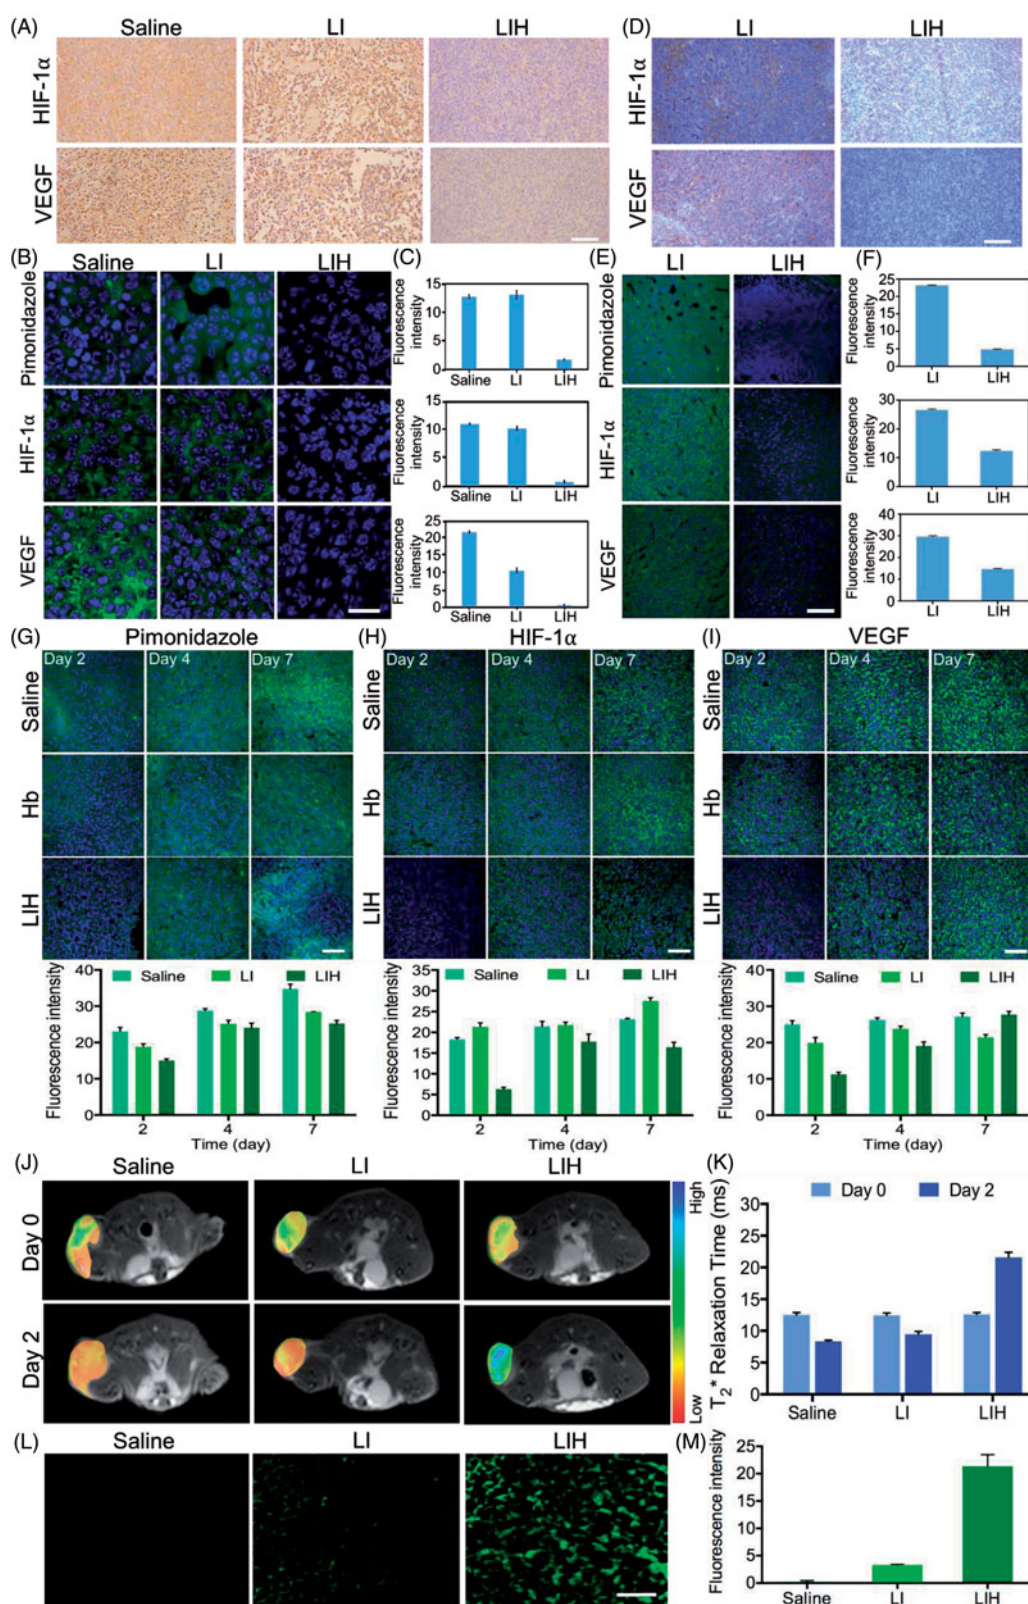 (A) Saline LI LIH
HIF-1α
VEGF
(D) LI LIH
HIF-1α
VEGF
(B) Saline LI LIH
Pimonidazole
HIF-1α
VEGF
(C)
Fluorescence intensity
15
10
5
0
Saline LI LIH
Fluorescence intensity
15
10
5
0
Saline LI LIH
Fluorescence intensity
25
20
15
10
5
0
Saline LI LIH
(E) LI LIH
Pimonidazole
HIF-1α
VEGF
(F)
Fluorescence intensity
25
20
15
10
5
0
LI LIH
Fluorescence intensity
30
20
10
0
LI LIH
Fluorescence intensity
40
30
20
10
0
LI LIH
(G) Pimonidazole
Day 2 Day 4 Day 7
Saline
Hb
LIH
Saline LI LIH
Fluorescence intensity
40
30
20
10
0
2 4 7
Time (day)
(H) HIF-1α
Day 2 Day 4 Day 7
Saline
Hb
LIH
Saline LI LIH
Fluorescence intensity
35
30
25
20
15
10
5
0
2 4 7
Time (day)
(I) VEGF
Day 2 Day 4 Day 7
Saline
Hb
LIH
Saline LI LIH
Fluorescence intensity
40
30
20
10
0
2 4 7
Time (day)
(J) Saline LI LIH
Day 0
Day 2
High
Low
(K)
Day 0 Day 2
T2* Relaxation Time (ms)
30
25
20
15
10
5
0
Saline LI LIH
(L) Saline LI LIH
(M)
Fluorescence intensity
25
20
15
10
5
0
Saline LI LIH